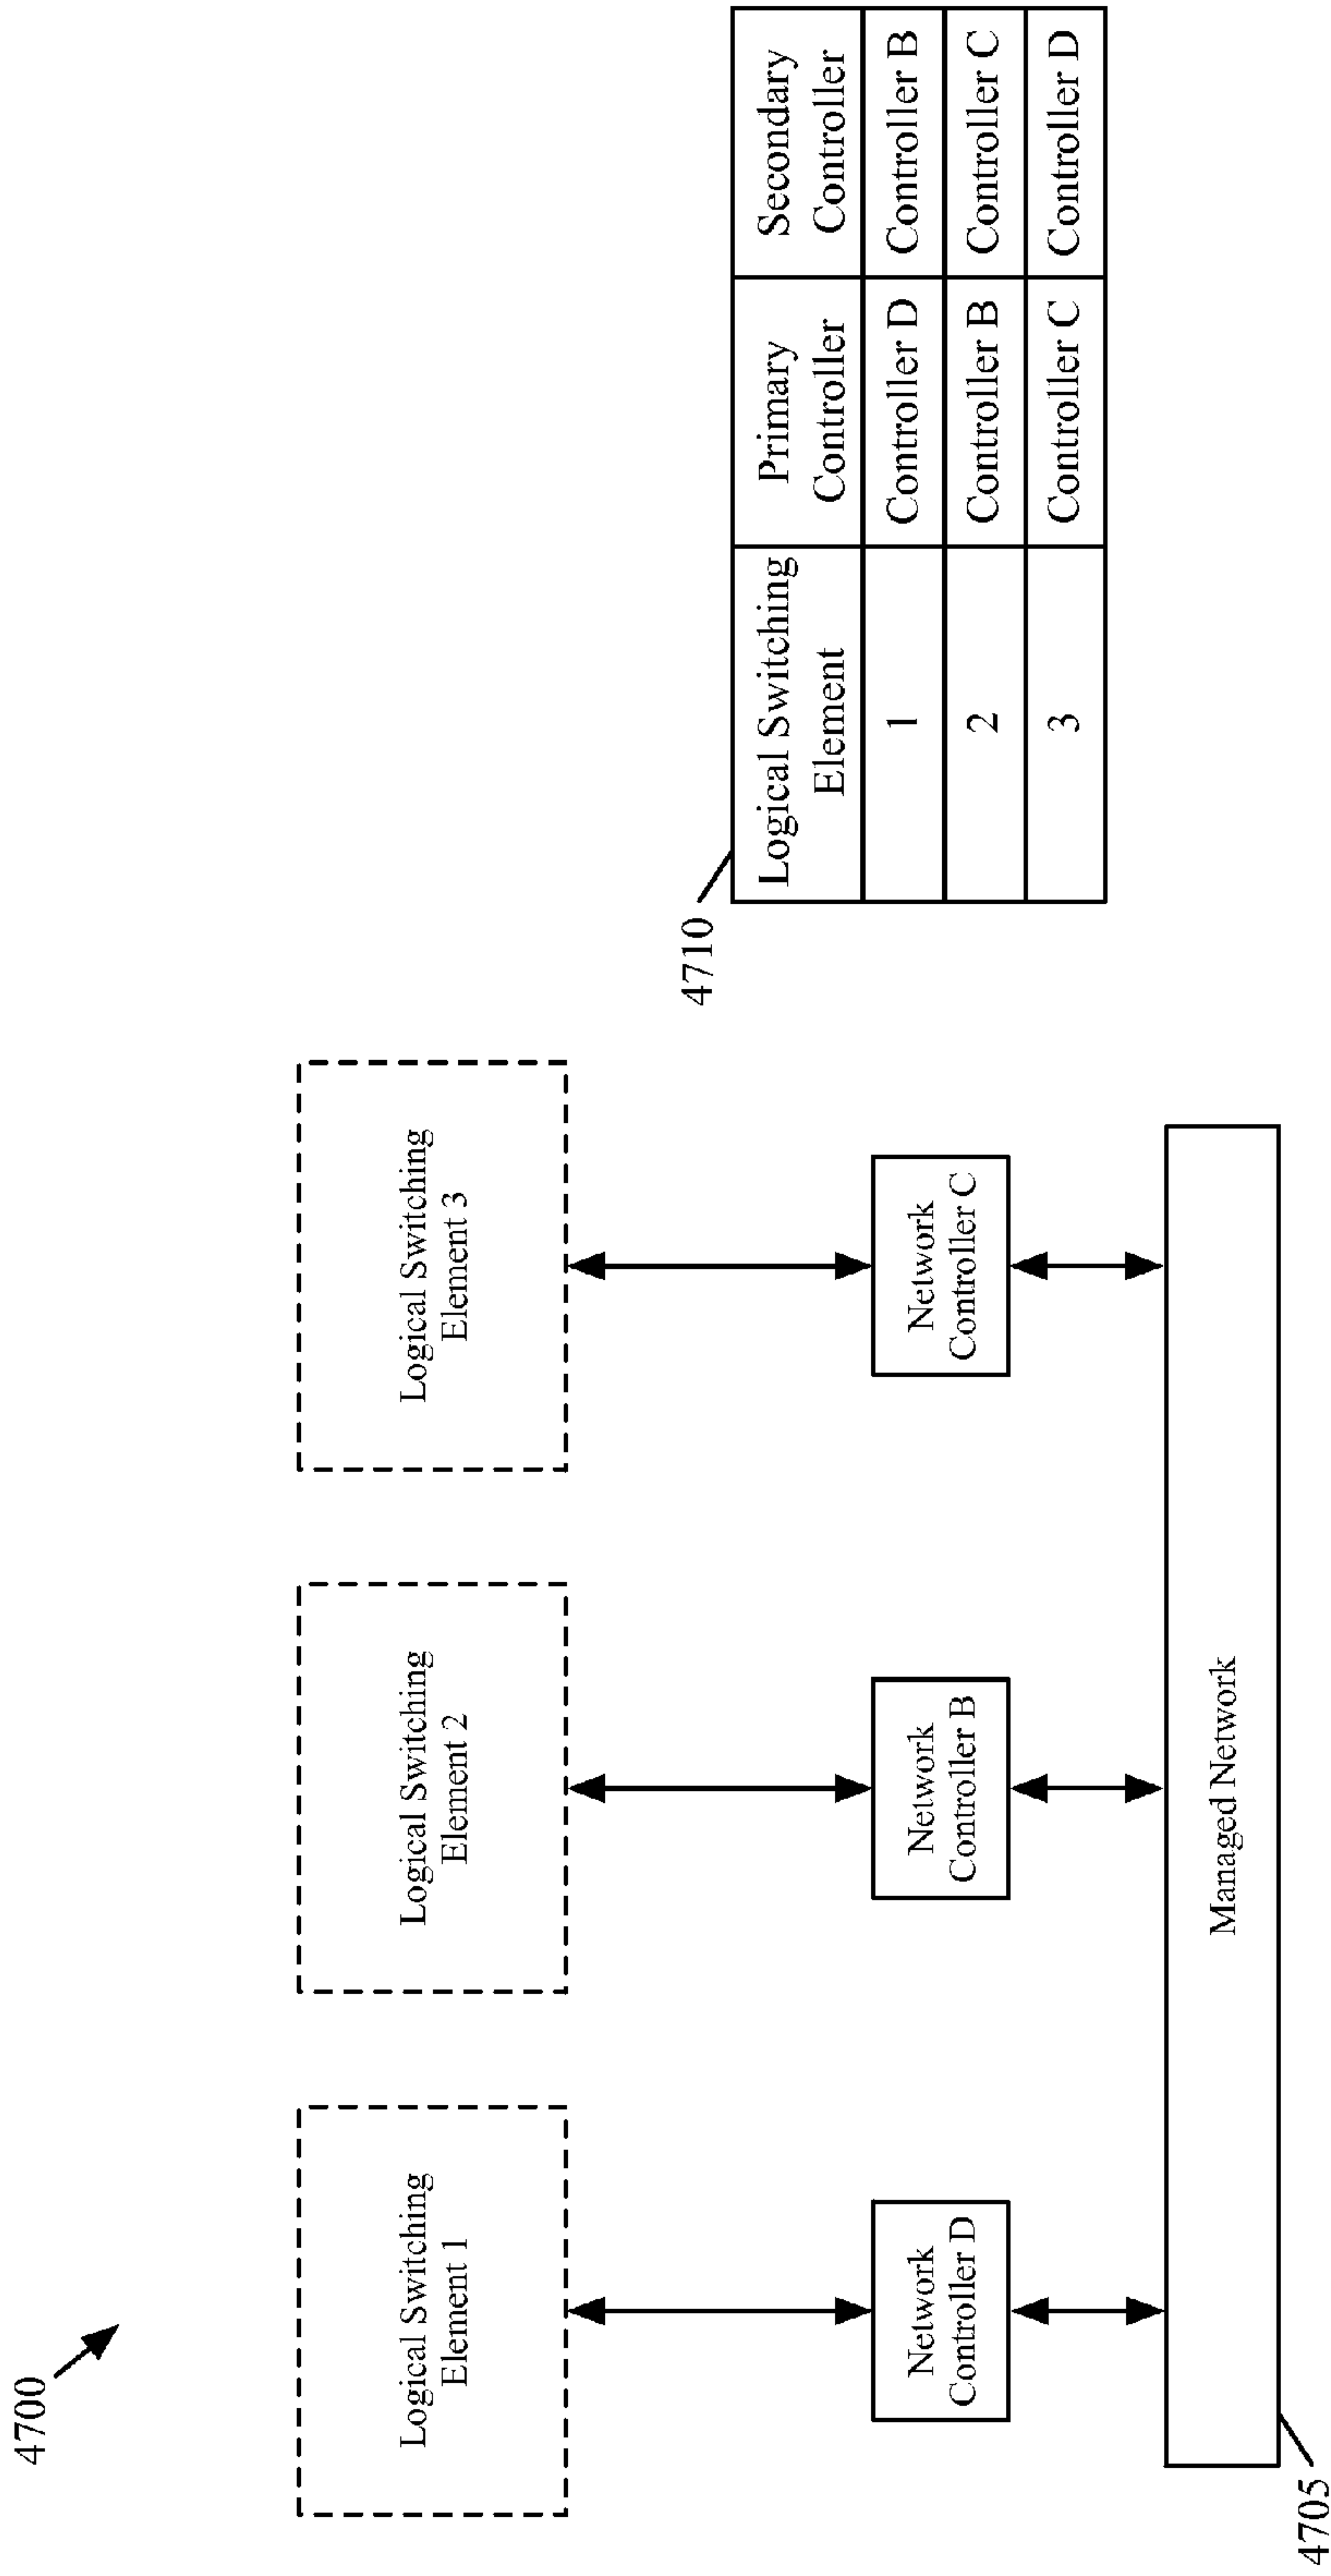 4700
Logical Switching
Element 1
Logical Switching
Element 2
Logical Switching
Element 3
Network
Controller D
Network
Controller B
Network
Controller C
Managed Network
4705
4710
Logical Switching
Element
Primary
Controller
Secondary
Controller
1
Controller D
Controller B
2
Controller B
Controller C
3
Controller C
Controller D